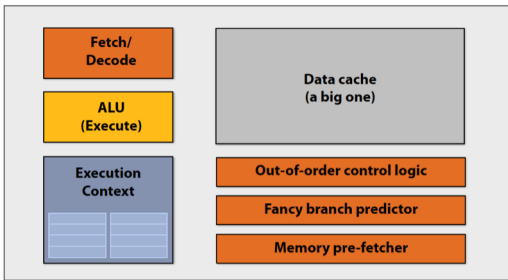 Fetch/
Decode
ALU
(Execute)
Execution
Context
Data cache
(a big one)
Out-of-order control logic
Fancy branch predictor
Memory pre-fetcher